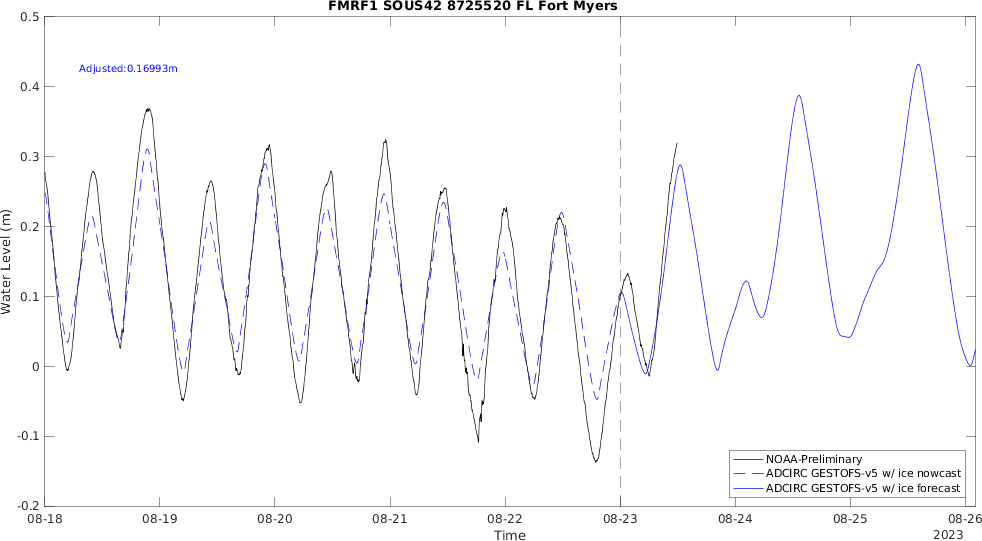 FMRF1 SOUS42 8725520 FL Fort Myers
0.5
Adjusted:0.16993m
0.4
0.3
0.2
0.1
0
-0.1
-0.2
Water Level (m)
NOAA-Preliminary
ADCIRC GESTOFS-v5 w/ ice nowcast
ADCIRC GESTOFS-v5 w/ ice forecast
08-18 08-19 08-20 08-21 08-22 08-23 08-24 08-25 08-26
Time
2023